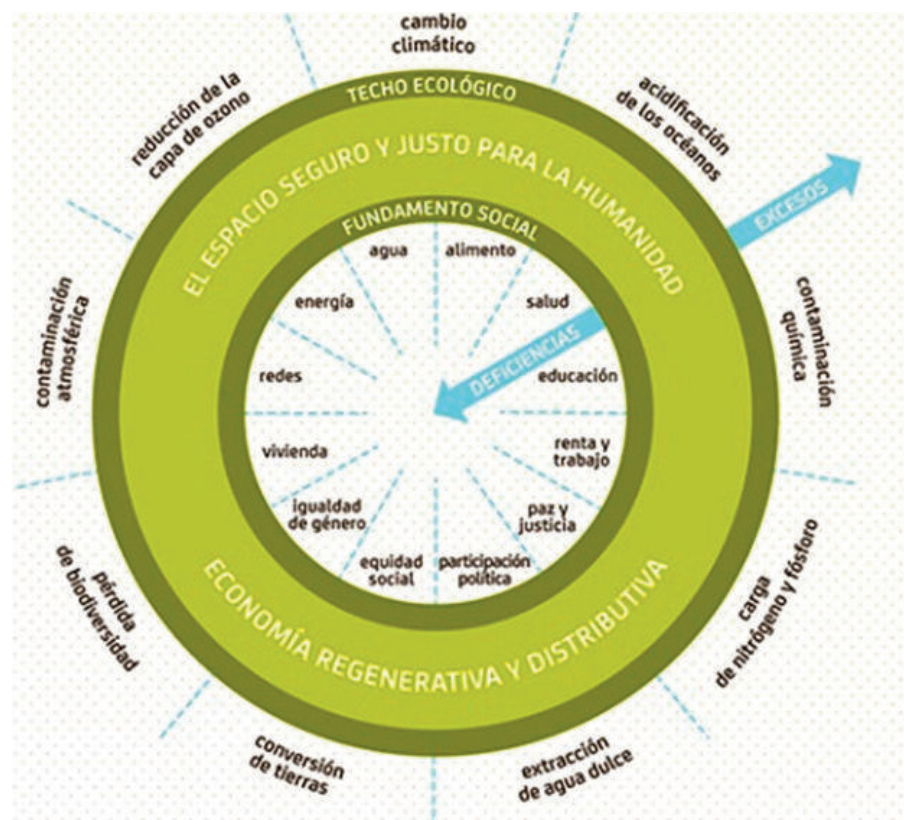 cambio
climático
TECHO ECOLÓGICO
reducción de la
capa de ozono
acidificación
de los océanos
EL ESPACIO SEGURO Y JUSTO PARA LA HUMANIDAD
EXCESOS
FUNDAMENTO SOCIAL
agua
alimento
energía
salud
contaminación
atmosférica
contaminación
química
DEFICIENCIAS
redes
educación
vivienda
renta y
trabajo
igualdad
de género
paz y
justicia
equidad
social
participación
política
pérdida
de biodiversidad
carga
de nitrógeno y fósforo
ECONOMÍA REGENERATIVA Y DISTRIBUTIVA
conversión
de tierras
extracción
de agua dulce